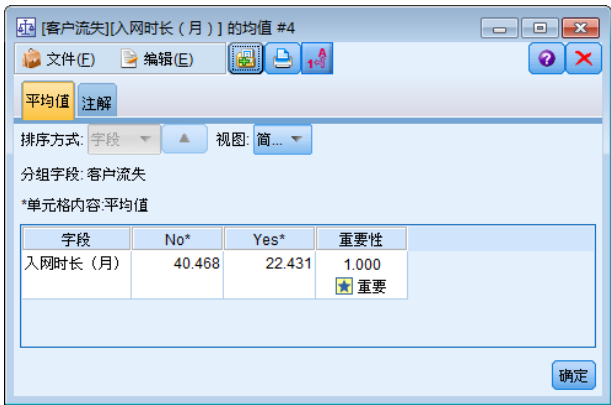 [客户流失][入网时长（月）] 的均值 #4
文件(F) 编辑(E)
平均值 注解
排序方式: 字段 视图: 简...
分组字段: 客户流失
*单元格内容:平均值
字段 No* Yes* 重要性
入网时长（月） 40.468 22.431 1.000
重要
确定